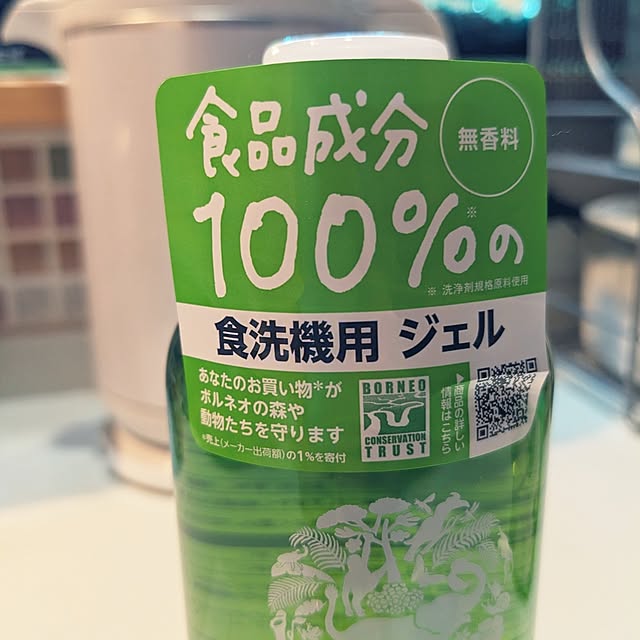 食品成分
無香料
100%※の
※ 洗浄剤規格原料使用
食洗機用 ジェル
あなたのお買い物*が
ボルネオの森や
動物たちを守ります
*売上(メーカー出荷額)の1%を寄付
BORNEO
CONSERVATION
TRUST
▶商品の詳しい
情報はこちら